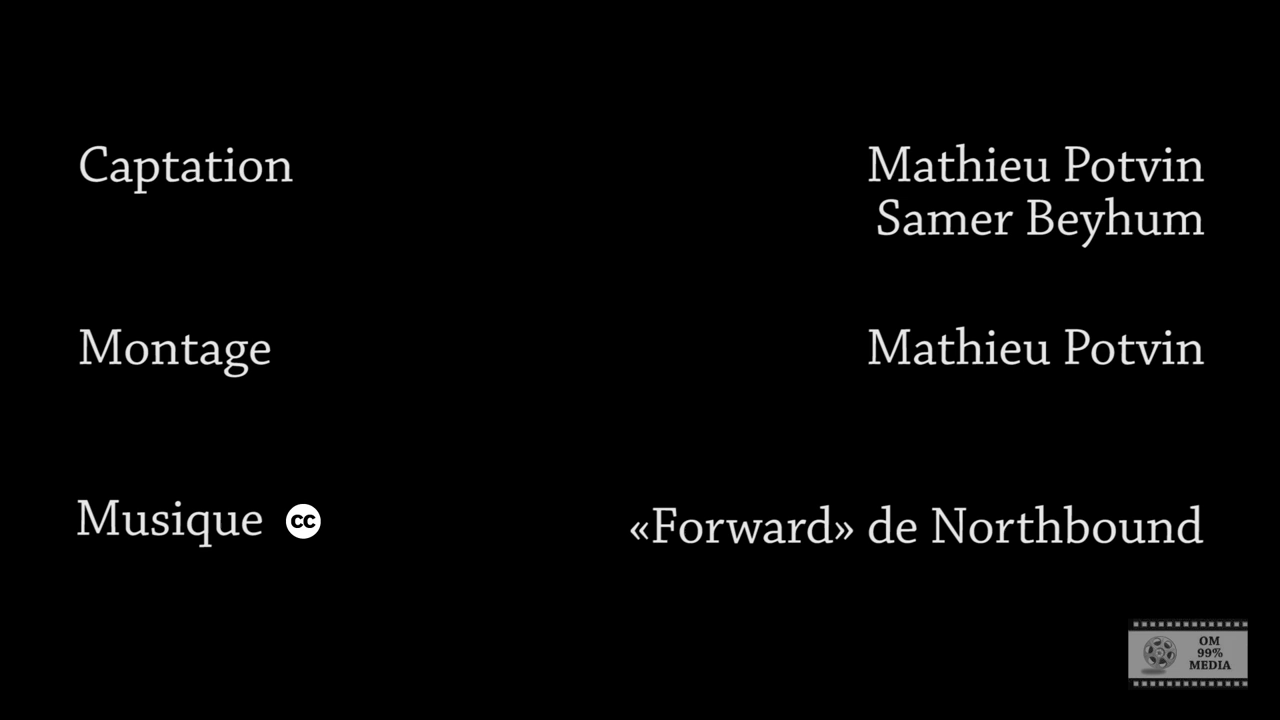 Captation
Mathieu Potvin
Samer Beyhum
Montage
Mathieu Potvin
Musique cc
«Forward» de Northbound
OM
99%
MEDIA